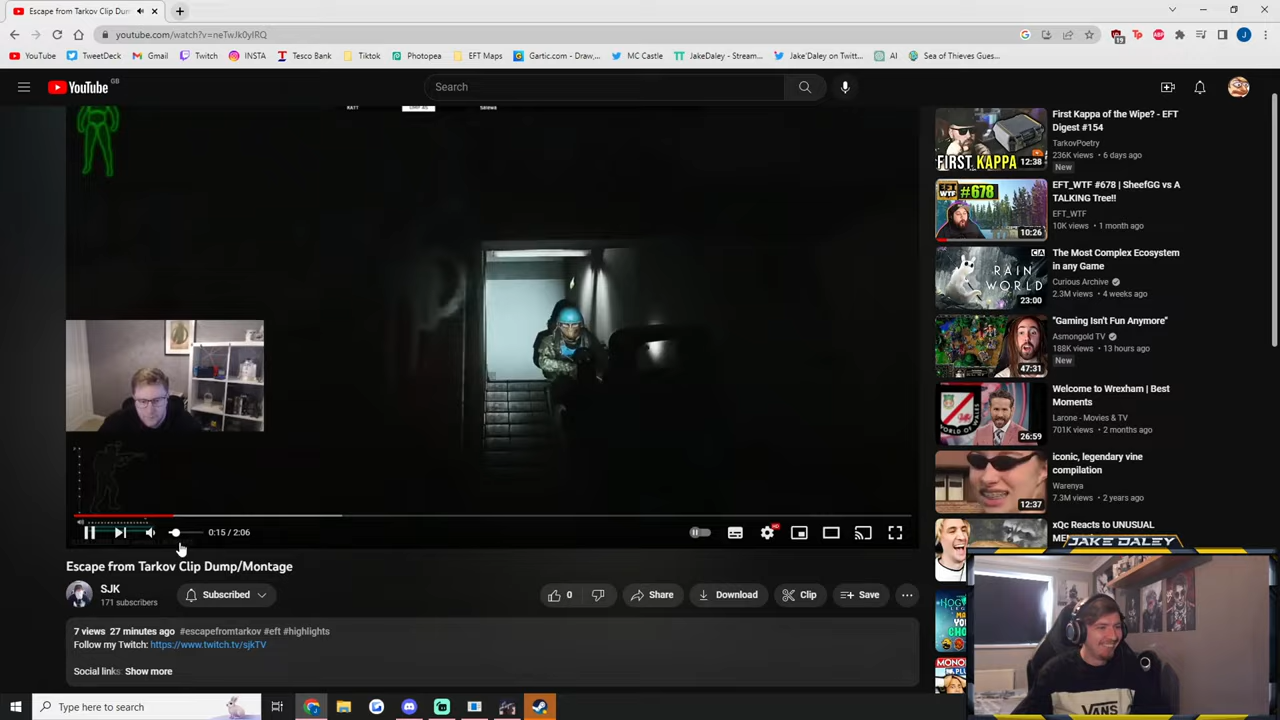 Escape from Tarkov Clip Dum
youtube.com/watch?v=neTwJk0yIRQ
YouTube
TweetDeck
Gmail
Twitch
INSTA
Tesco Bank
Tiktok
Photopea
EFT Maps
Gartic.com - Draw,...
MC Castle
JakeDaley - Stream...
Jake Daley on Twitt...
AI
Sea of Thieves Gues...
YouTube GB
Search
First Kappa of the Wipe? - EFT
Digest #154
TarkovPoetry
236K views • 6 days ago
New
FIRST KAPPA
12:38
EFT_WTF #678 | SheefGG vs A
TALKING Tree!!
EFT_WTF
10K views • 1 month ago
#678
10:26
The Most Complex Ecosystem
in any Game
Curious Archive
2.3M views • 4 weeks ago
RAIN
WORLD
23:00
"Gaming Isn't Fun Anymore"
Asmongold TV
188K views • 13 hours ago
New
47:31
Welcome to Wrexham | Best
Moments
Larone - Movies & TV
701K views • 2 months ago
26:59
iconic, legendary vine
compilation
Warenya
7.3M views • 2 years ago
12:37
xQc Reacts to UNUSUAL
JAKE DALEY
VANS
0:15 / 2:06
HD
Escape from Tarkov Clip Dump/Montage
SJK
171 subscribers
Subscribed
0
Share
Download
Clip
Save
7 views 27 minutes ago #escapefromtarkov #eft #highlights
Follow my Twitch: https://www.twitch.tv/sjkTV
Social links: Show more
Type here to search